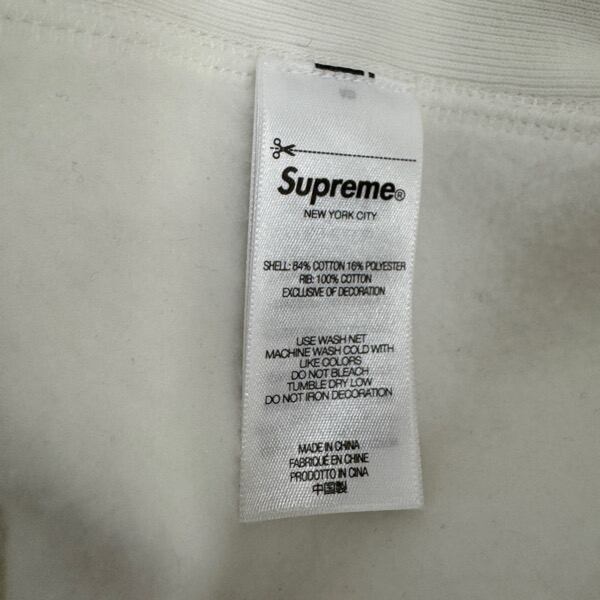 Supreme®
NEW YORK CITY
SHELL: 84% COTTON 16% POLYESTER
RIB: 100% COTTON
EXCLUSIVE OF DECORATION
USE WASH NET
MACHINE WASH COLD WITH
LIKE COLORS
DO NOT BLEACH
TUMBLE DRY LOW
DO NOT IRON DECORATION
MADE IN CHINA
FABRIQUÉ EN CHINE
PRODOTTO IN CINA
中国製